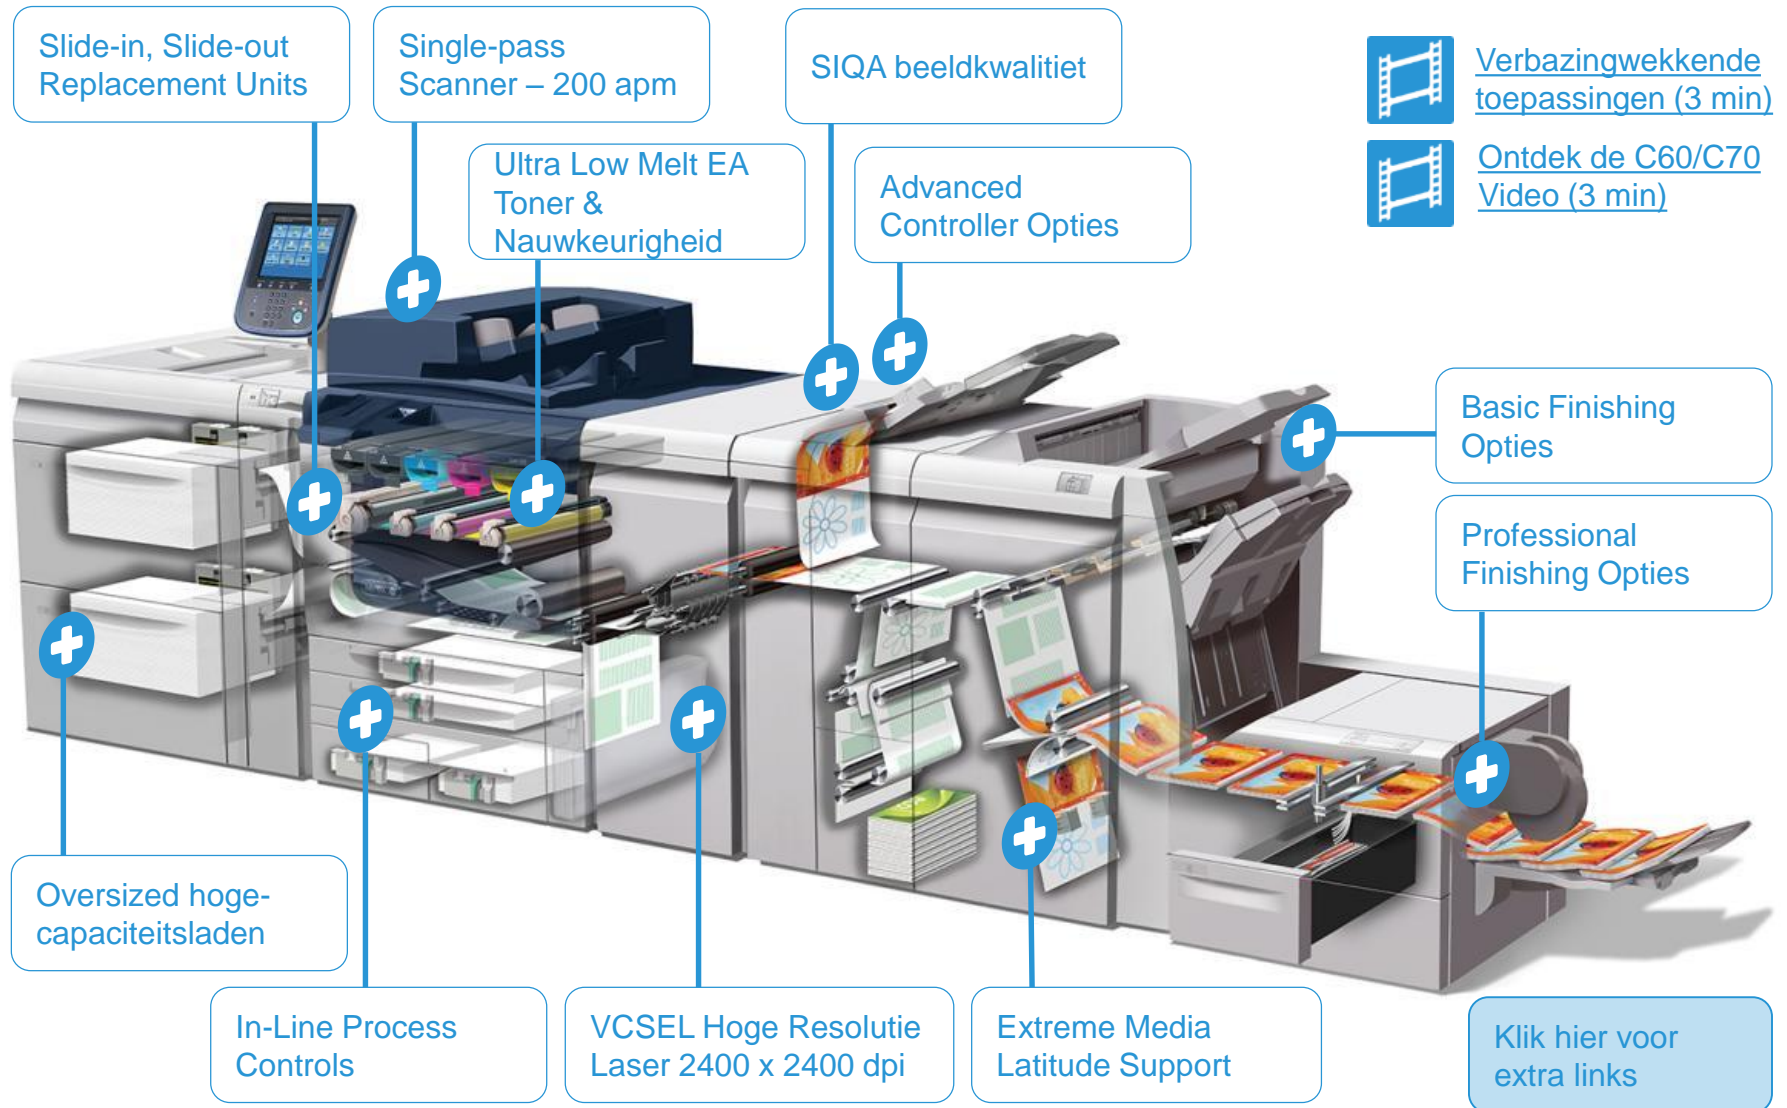 Slide-in, Slide-out
Replacement Units
Single-pass
Scanner – 200 apm
SIQA beeldkwalitiet
Verbazingwekkende
toepassingen (3 min)
Ultra Low Melt EA
Toner &
Nauwkeurigheid
Advanced
Controller Opties
Ontdek de C60/C70
Video (3 min)
Basic Finishing
Opties
Professional
Finishing Opties
Oversized hoge-
capaciteitsladen
In-Line Process
Controls
VCSEL Hoge Resolutie
Laser 2400 x 2400 dpi
Extreme Media
Latitude Support
Klik hier voor
extra links